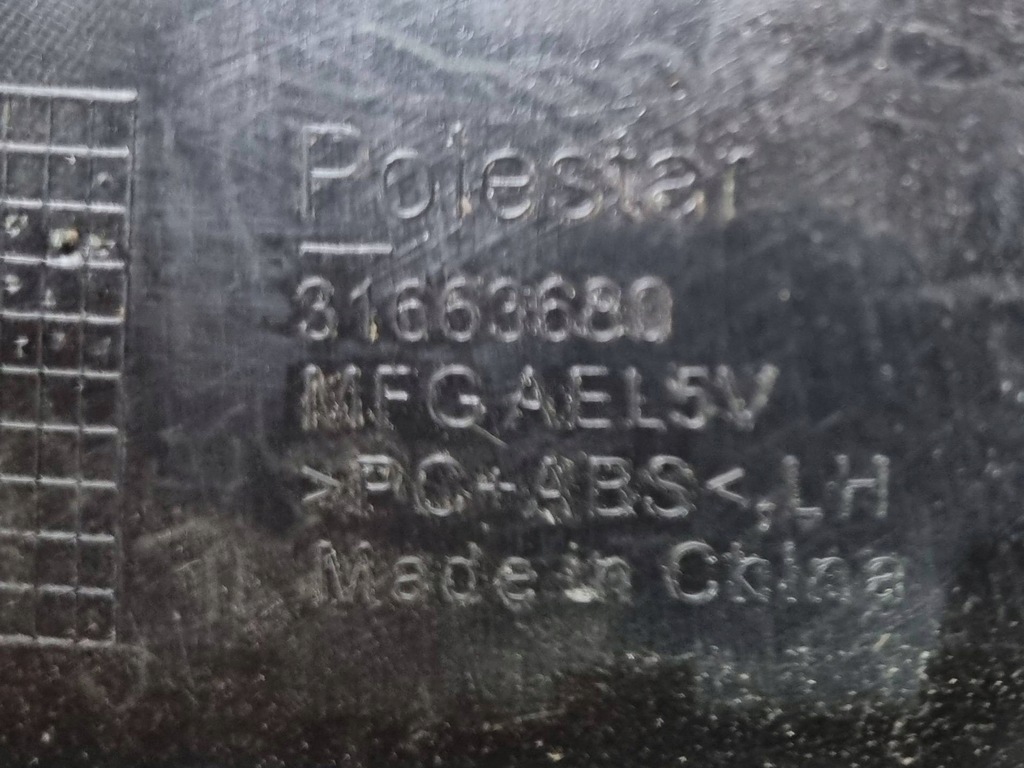 Polestar
31663680
MFG AEL5V
>PC+ABS<,LH
Made in China